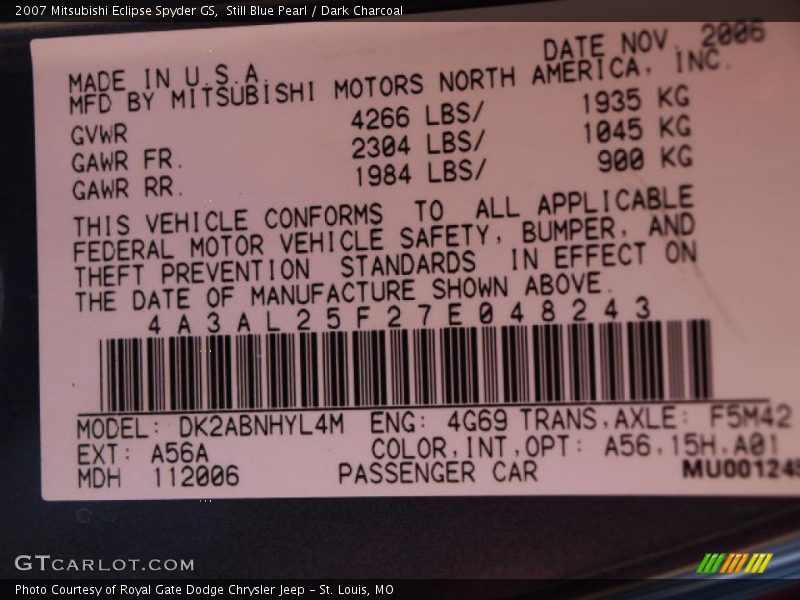 2007 Mitsubishi Eclipse Spyder GS,  Still Blue Pearl / Dark Charcoal
DATE NOV. 2006
MADE IN U.S.A.
MFD BY MITSUBISHI MOTORS NORTH AMERICA, INC.
GVWR 4266 LBS/ 1935 KG
GAWR FR. 2304 LBS/ 1045 KG
GAWR RR. 1984 LBS/ 900 KG
THIS VEHICLE CONFORMS TO ALL APPLICABLE
FEDERAL MOTOR VEHICLE SAFETY, BUMPER, AND
THEFT PREVENTION STANDARDS IN EFFECT ON
THE DATE OF MANUFACTURE SHOWN ABOVE.
4A3AL25F27E048243
MODEL: DK2ABNHYL4M ENG: 4G69 TRANS,AXLE: F5M42
EXT: A56A COLOR,INT,OPT: A56,15H,A01
MDH 112006 PASSENGER CAR MU001245
GTCARLOT.COM
Photo Courtesy of Royal Gate Dodge Chrysler Jeep - St. Louis, MO